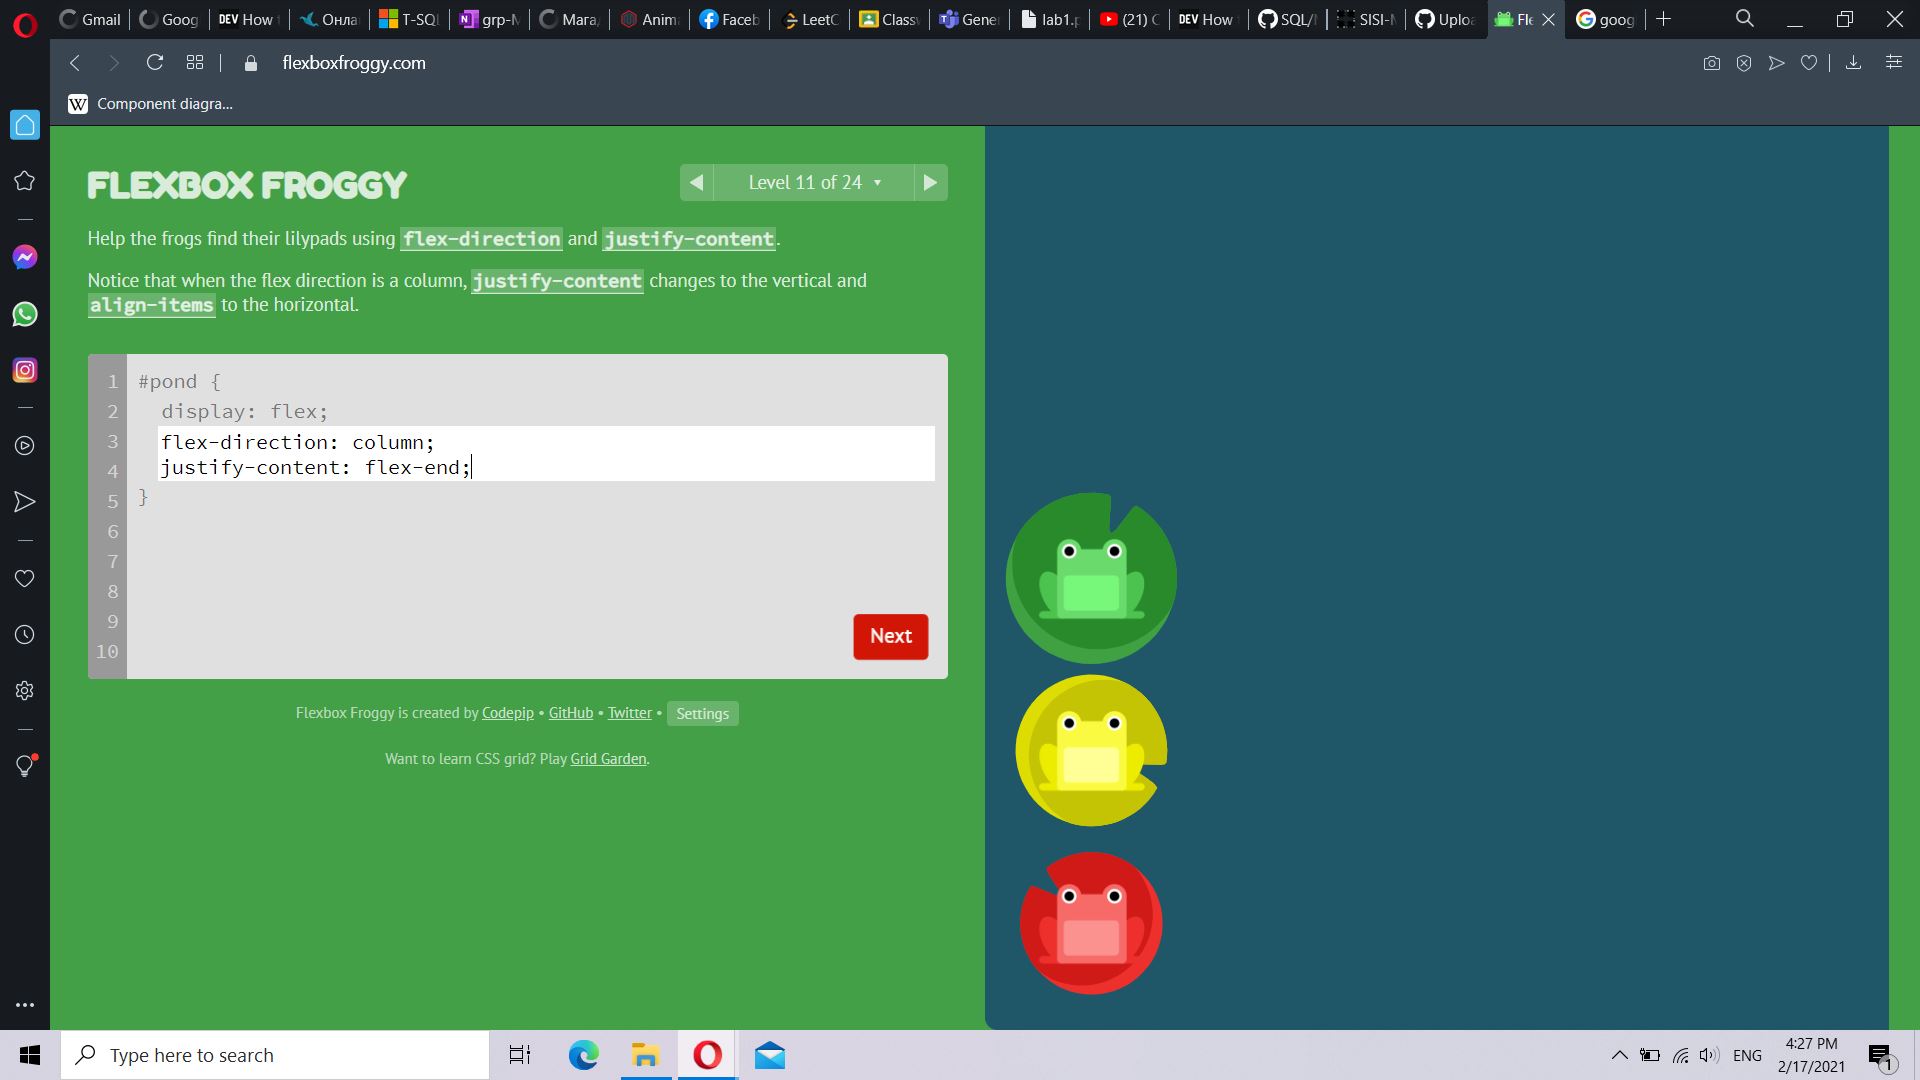 Gmail
Goog
DEV How
Онла
T-SQL
N grp-M
Мага
Anim
Faceb
LeetC
Class
Gene
lab1.p
(21)
DEV How
SQL/
SISI-
Uploa
Fle
goog
flexboxfroggy.com
W Component diagra...
FLEXBOX FROGGY
Level 11 of 24
Help the frogs find their lilypads using flex-direction and justify-content.
Notice that when the flex direction is a column, justify-content changes to the vertical and
align-items to the horizontal.
1 #pond {
2 display: flex;
3 flex-direction: column;
4 justify-content: flex-end;
5 }
6
7
8
9
10
Next
Flexbox Froggy is created by Codepip • GitHub • Twitter • Settings
Want to learn CSS grid? Play Grid Garden.
Type here to search
ENG
4:27 PM
2/17/2021
1